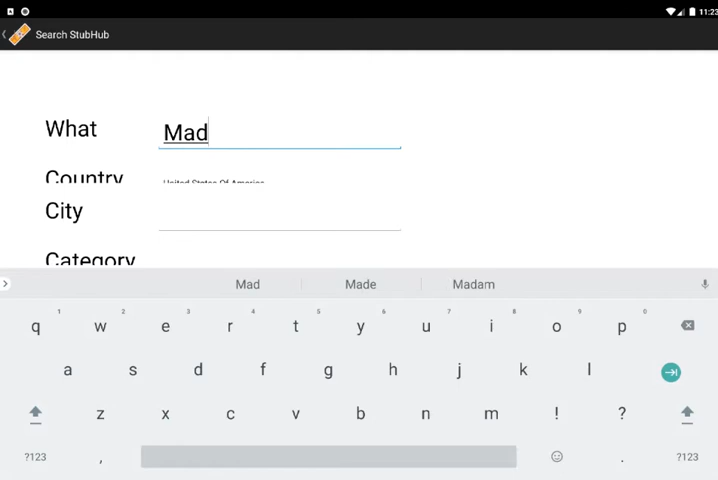 11:23
Search StubHub
What Mad
Country United States Of America
City
Category
Mad Made Madam
1 2 3 4 5 6 7 8 9 0
q w e r t y u i o p
a s d f g h j k l
z x c v b n m ! ?
?123 , . ?123